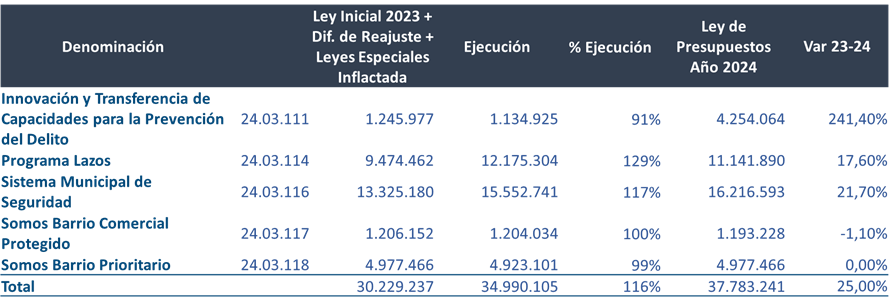 Denominación
Ley Inicial 2023 +
Dif. de Reajuste +
Leyes Especiales
Inflactada
Ejecución
% Ejecución
Ley de
Presupuestos
Año 2024
Var 23-24
Innovación y Transferencia de
Capacidades para la Prevención 24.03.111 1.245.977 1.134.925 91% 4.254.064 241,40%
del Delito
Programa Lazos 24.03.114 9.474.462 12.175.304 129% 11.141.890 17,60%
Sistema Municipal de
Seguridad 24.03.116 13.325.180 15.552.741 117% 16.216.593 21,70%
Somos Barrio Comercial
Protegido 24.03.117 1.206.152 1.204.034 100% 1.193.228 -1,10%
Somos Barrio Prioritario 24.03.118 4.977.466 4.923.101 99% 4.977.466 0,00%
Total 30.229.237 34.990.105 116% 37.783.241 25,00%